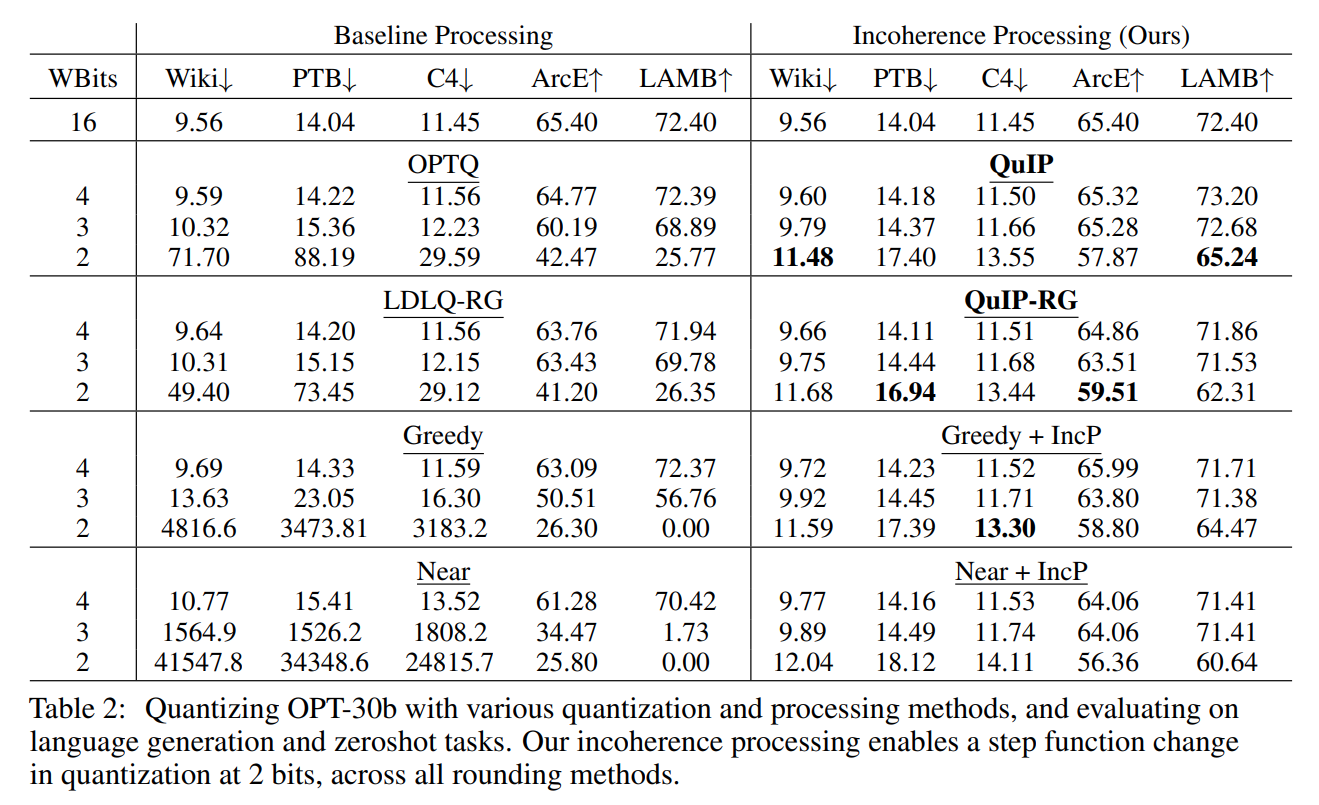 Baseline Processing Incoherence Processing (Ours)
WBits Wiki↓ PTB↓ C4↓ ArcE↑ LAMB↑ Wiki↓ PTB↓ C4↓ ArcE↑ LAMB↑
16 9.56 14.04 11.45 65.40 72.40 9.56 14.04 11.45 65.40 72.40
OPTQ QuIP
4 9.59 14.22 11.56 64.77 72.39 9.60 14.18 11.50 65.32 73.20
3 10.32 15.36 12.23 60.19 68.89 9.79 14.37 11.66 65.28 72.68
2 71.70 88.19 29.59 42.47 25.77 11.48 17.40 13.55 57.87 65.24
LDLQ-RG QuIP-RG
4 9.64 14.20 11.56 63.76 71.94 9.66 14.11 11.51 64.86 71.86
3 10.31 15.15 12.15 63.43 69.78 9.75 14.44 11.68 63.51 71.53
2 49.40 73.45 29.12 41.20 26.35 11.68 16.94 13.44 59.51 62.31
Greedy Greedy + IncP
4 9.69 14.33 11.59 63.09 72.37 9.72 14.23 11.52 65.99 71.71
3 13.63 23.05 16.30 50.51 56.76 9.92 14.45 11.71 63.80 71.38
2 4816.6 3473.81 3183.2 26.30 0.00 11.59 17.39 13.30 58.80 64.47
Near Near + IncP
4 10.77 15.41 13.52 61.28 70.42 9.77 14.16 11.53 64.06 71.41
3 1564.9 1526.2 1808.2 34.47 1.73 9.89 14.49 11.74 64.06 71.41
2 41547.8 34348.6 24815.7 25.80 0.00 12.04 18.12 14.11 56.36 60.64
Table 2: Quantizing OPT-30b with various quantization and processing methods, and evaluating on
language generation and zeroshot tasks. Our incoherence processing enables a step function change
in quantization at 2 bits, across all rounding methods.